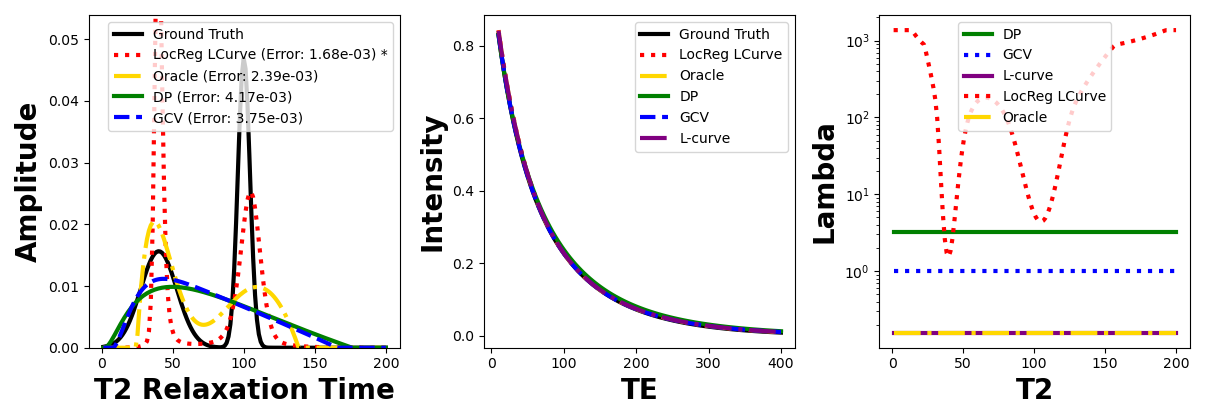 Amplitude
0.05
0.04
0.03
0.02
0.01
0.00
Ground Truth
LocReg LCurve (Error: 1.68e-03) *
Oracle (Error: 2.39e-03)
DP (Error: 4.17e-03)
GCV (Error: 3.75e-03)
0 50 100 150 200
T2 Relaxation Time
Intensity
0.8
0.6
0.4
0.2
0.0
Ground Truth
LocReg LCurve
Oracle
DP
GCV
L-curve
0 100 200 300 400
TE
Lambda
10³
10²
10¹
10⁰
DP
GCV
L-curve
LocReg LCurve
Oracle
0 50 100 150 200
T2